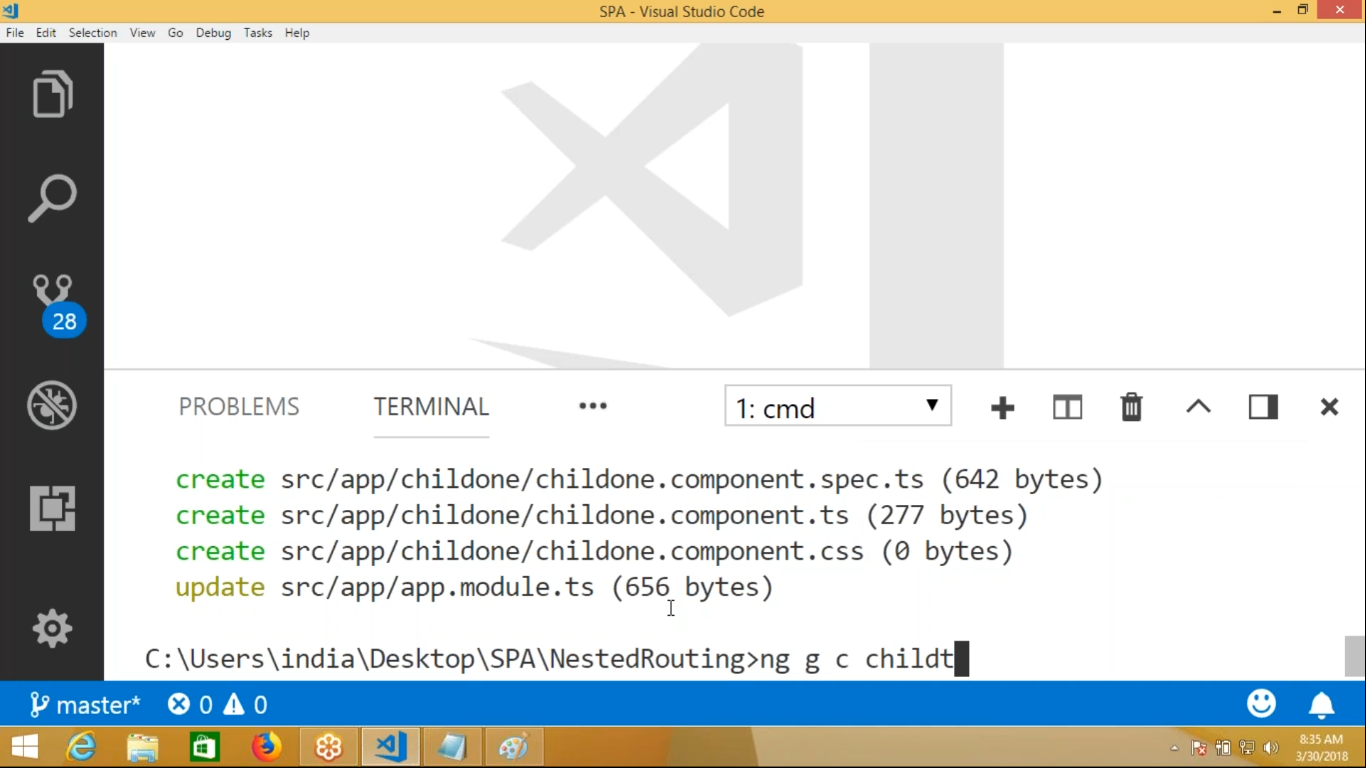 SPA - Visual Studio Code
File Edit Selection View Go Debug Tasks Help
28
PROBLEMS TERMINAL ••• 1: cmd
create src/app/childone/childone.component.spec.ts (642 bytes)
create src/app/childone/childone.component.ts (277 bytes)
create src/app/childone/childone.component.css (0 bytes)
update src/app/app.module.ts (656 bytes)
C:\Users\india\Desktop\SPA\NestedRouting>ng g c childt
master* 0 0
8:35 AM
3/30/2018